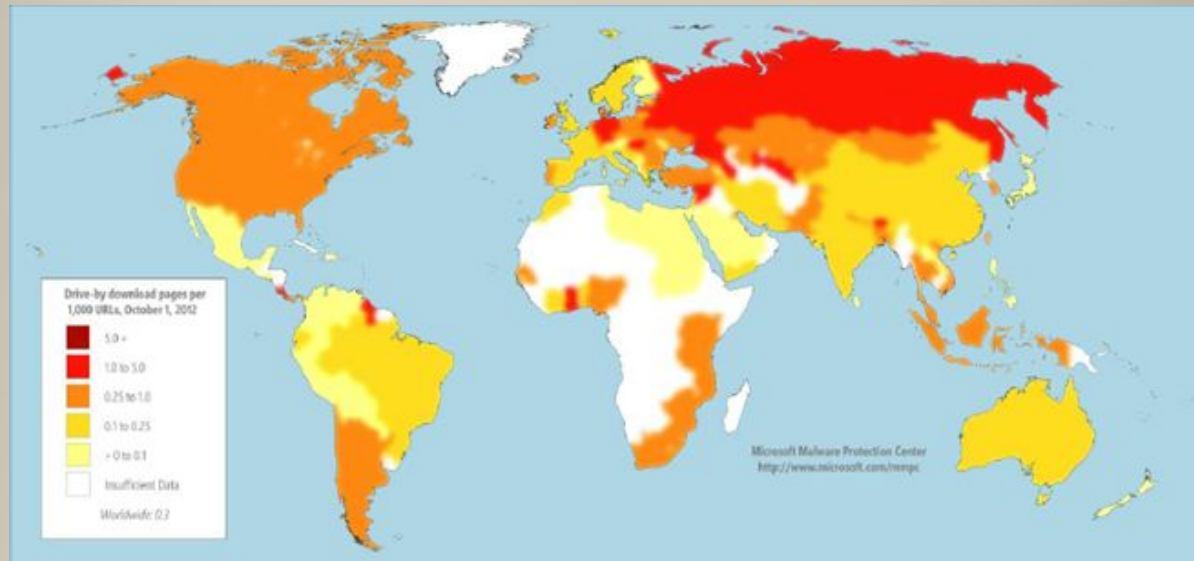 Drive-by download pages per
1,000 URLs, October 1, 2012
5.0 +
1.0 to 5.0
0.25 to 1.0
0.1 to 0.25
> 0 to 0.1
Insufficient Data
Worldwide: 0.3
Microsoft Malware Protection Center
http://www.microsoft.com/mmpc